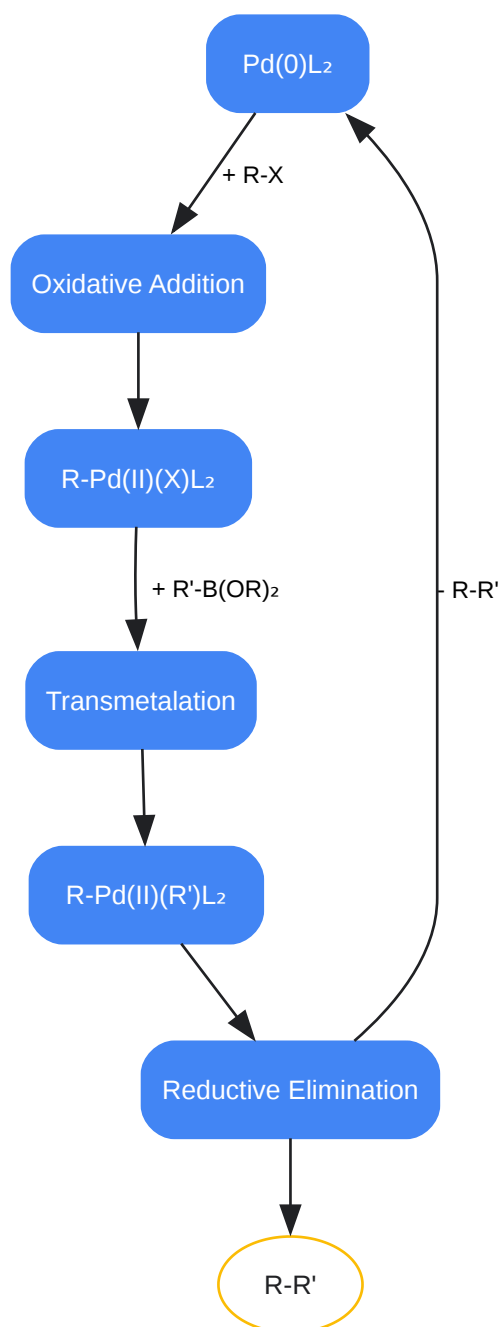 Pd(0)L₂
+ R-X
Oxidative Addition
R-Pd(II)(X)L₂
+ R'-B(OR)₂
- R-R'
Transmetalation
R-Pd(II)(R')L₂
Reductive Elimination
R-R'